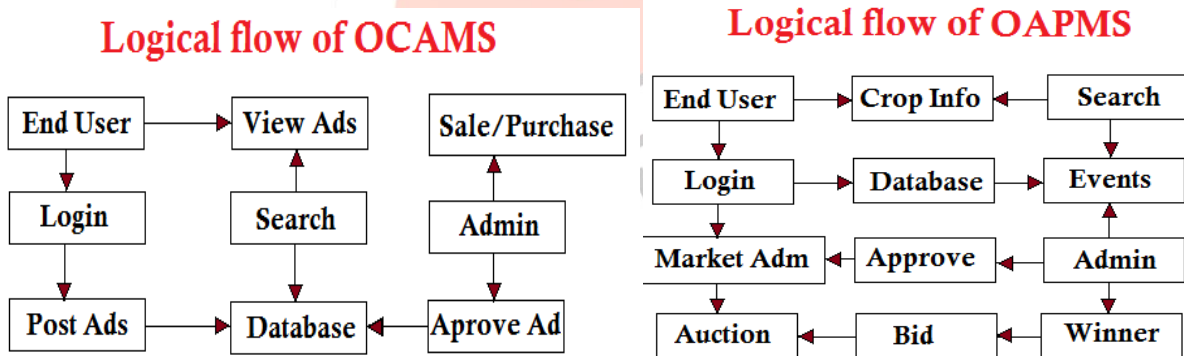 Logical flow of OCAMS
End User
View Ads
Sale/Purchase
Login
Search
Admin
Post Ads
Database
Aprove Ad
Logical flow of OAPMS
End User
Crop Info
Search
Login
Database
Events
Market Adm
Approve
Admin
Auction
Bid
Winner